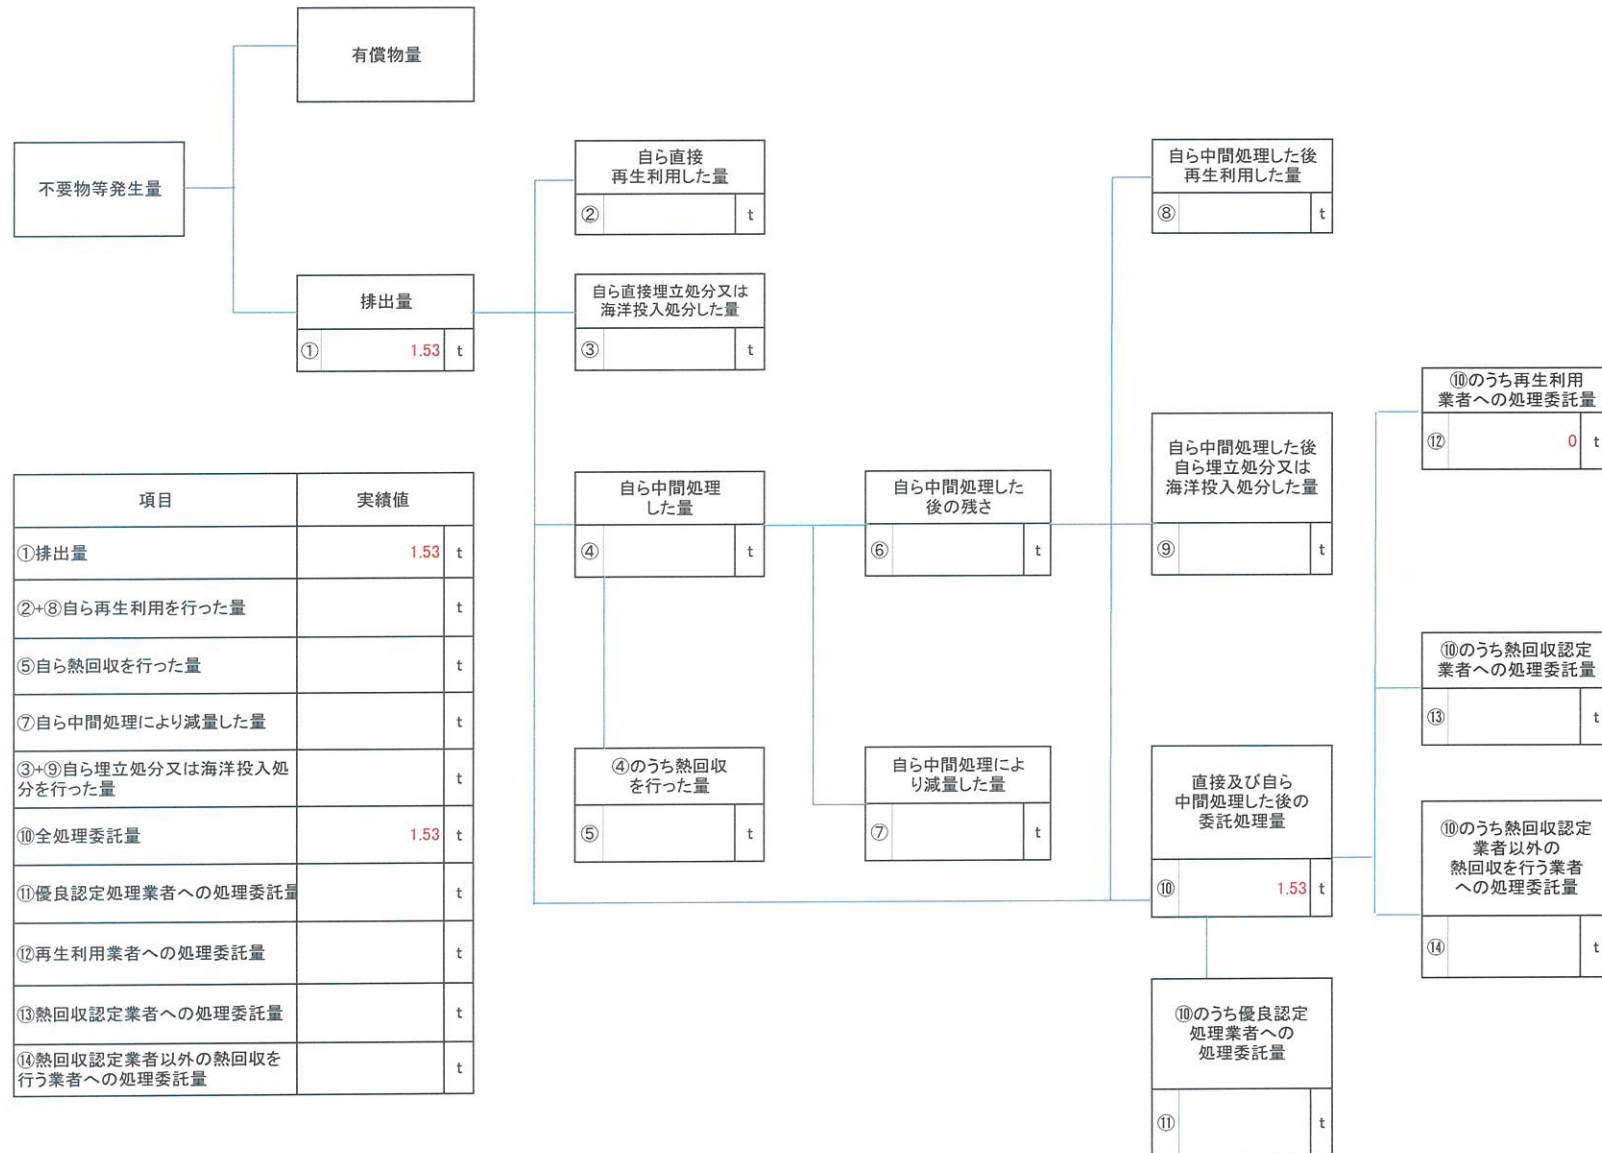 有償物量
不要物等発生量
排出量
① 1.53 t
自ら直接
再生利用した量
② t
自ら直接埋立処分又は
海洋投入処分した量
③ t
自ら中間処理
した量
④ t
④のうち熱回収
を行った量
⑤ t
自ら中間処理した
後の残さ
⑥ t
自ら中間処理によ
り減量した量
⑦ t
自ら中間処理した後
再生利用した量
⑧ t
自ら中間処理した後
自ら埋立処分又は
海洋投入処分した量
⑨ t
直接及び自ら
中間処理した後の
委託処理量
⑩ 1.53 t
⑩のうち優良認定
処理業者への
処理委託量
⑪ t
⑩のうち再生利用
業者への処理委託量
⑫ 0 t
⑩のうち熱回収認定
業者への処理委託量
⑬ t
⑩のうち熱回収認定
業者以外の
熱回収を行う業者
への処理委託量
⑭ t
項目 実績値
①排出量 1.53 t
②+⑧自ら再生利用を行った量 t
⑤自ら熱回収を行った量 t
⑦自ら中間処理により減量した量 t
③+⑨自ら埋立処分又は海洋投入処
分を行った量 t
⑩全処理委託量 1.53 t
⑪優良認定処理業者への処理委託量 t
⑫再生利用業者への処理委託量 t
⑬熱回収認定業者への処理委託量 t
⑭熱回収認定業者以外の熱回収を
行う業者への処理委託量 t